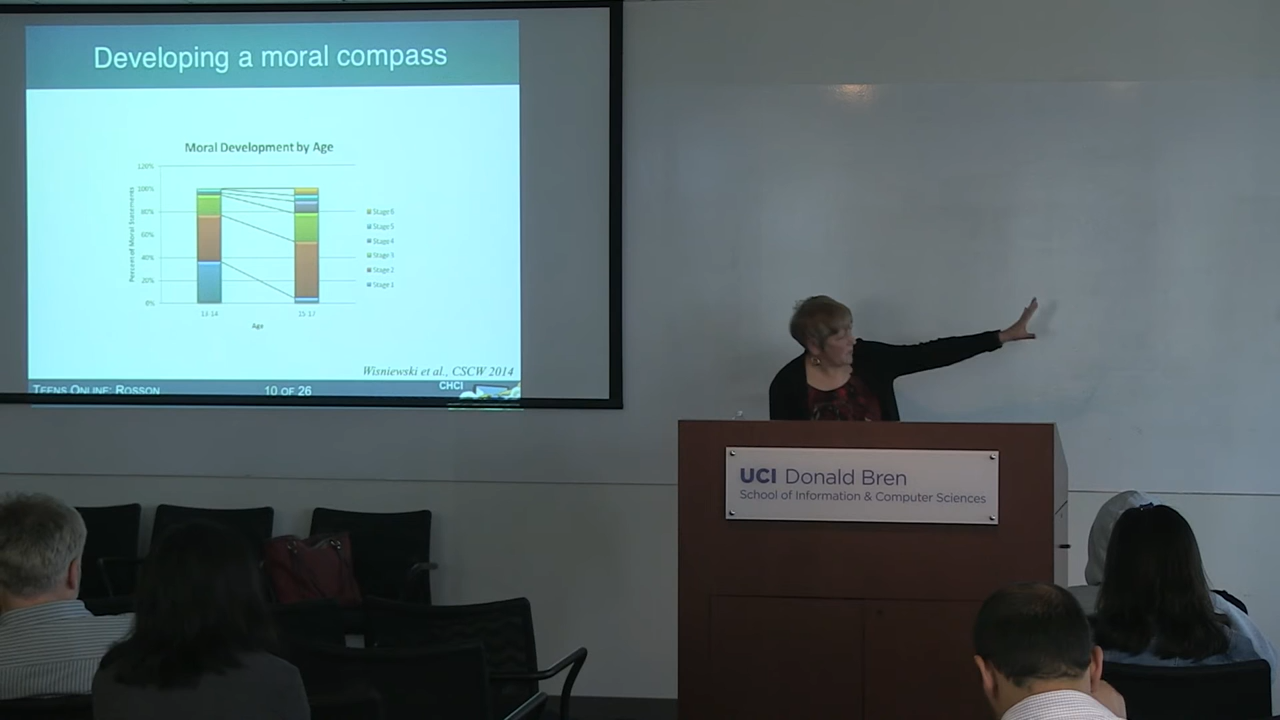 Developing a moral compass
Moral Development by Age
120%
100%
80%
60%
40%
20%
0%
Percent of Moral Statements
Stage 6
Stage 5
Stage 4
Stage 3
Stage 2
Stage 1
13-14
15-17
Age
Wisniewski et al., CSCW 2014
TEENS ONLINE: ROSSON
10 OF 26
CHCI
UCI Donald Bren
School of Information & Computer Sciences